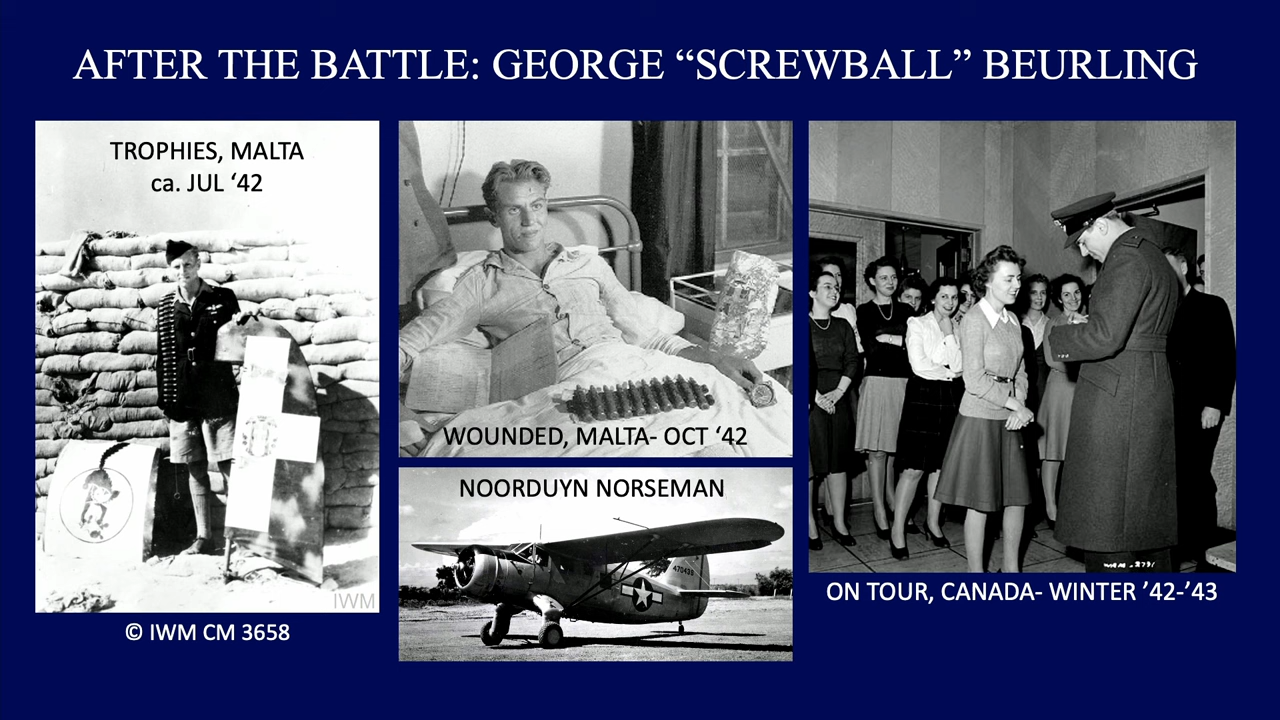 AFTER THE BATTLE: GEORGE “SCREWBALL” BEURLING
TROPHIES, MALTA
ca. JUL ‘42
IWM
© IWM CM 3658
WOUNDED, MALTA- OCT ‘42
NOORDUYN NORSEMAN
470439
ON TOUR, CANADA- WINTER ’42-’43